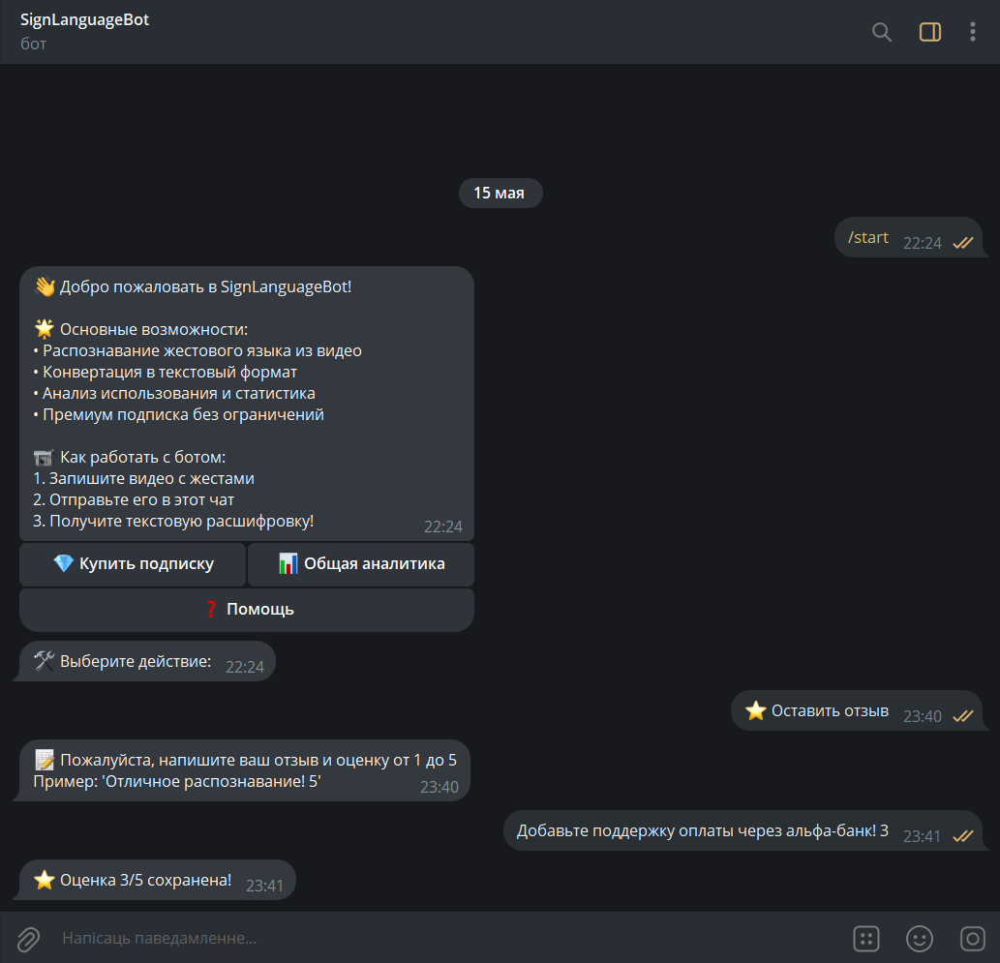 SignLanguageBot
бот
15 мая
/start 22:24
👋 Добро пожаловать в SignLanguageBot!
🌟 Основные возможности:
• Распознавание жестового языка из видео
• Конвертация в текстовый формат
• Анализ использования и статистика
• Премиум подписка без ограничений
Как работать с ботом:
1. Запишите видео с жестами
2. Отправьте его в этот чат
3. Получите текстовую расшифровку! 22:24
💎 Купить подписку
📊 Общая аналитика
❓ Помощь
🛠 Выберите действие: 22:24
⭐ Оставить отзыв 23:40
📝 Пожалуйста, напишите ваш отзыв и оценку от 1 до 5
Пример: 'Отличное распознавание! 5' 23:40
Добавьте поддержку оплаты через альфа-банк! 3 23:41
⭐ Оценка 3/5 сохранена! 23:41
Напісаць паведамленне...